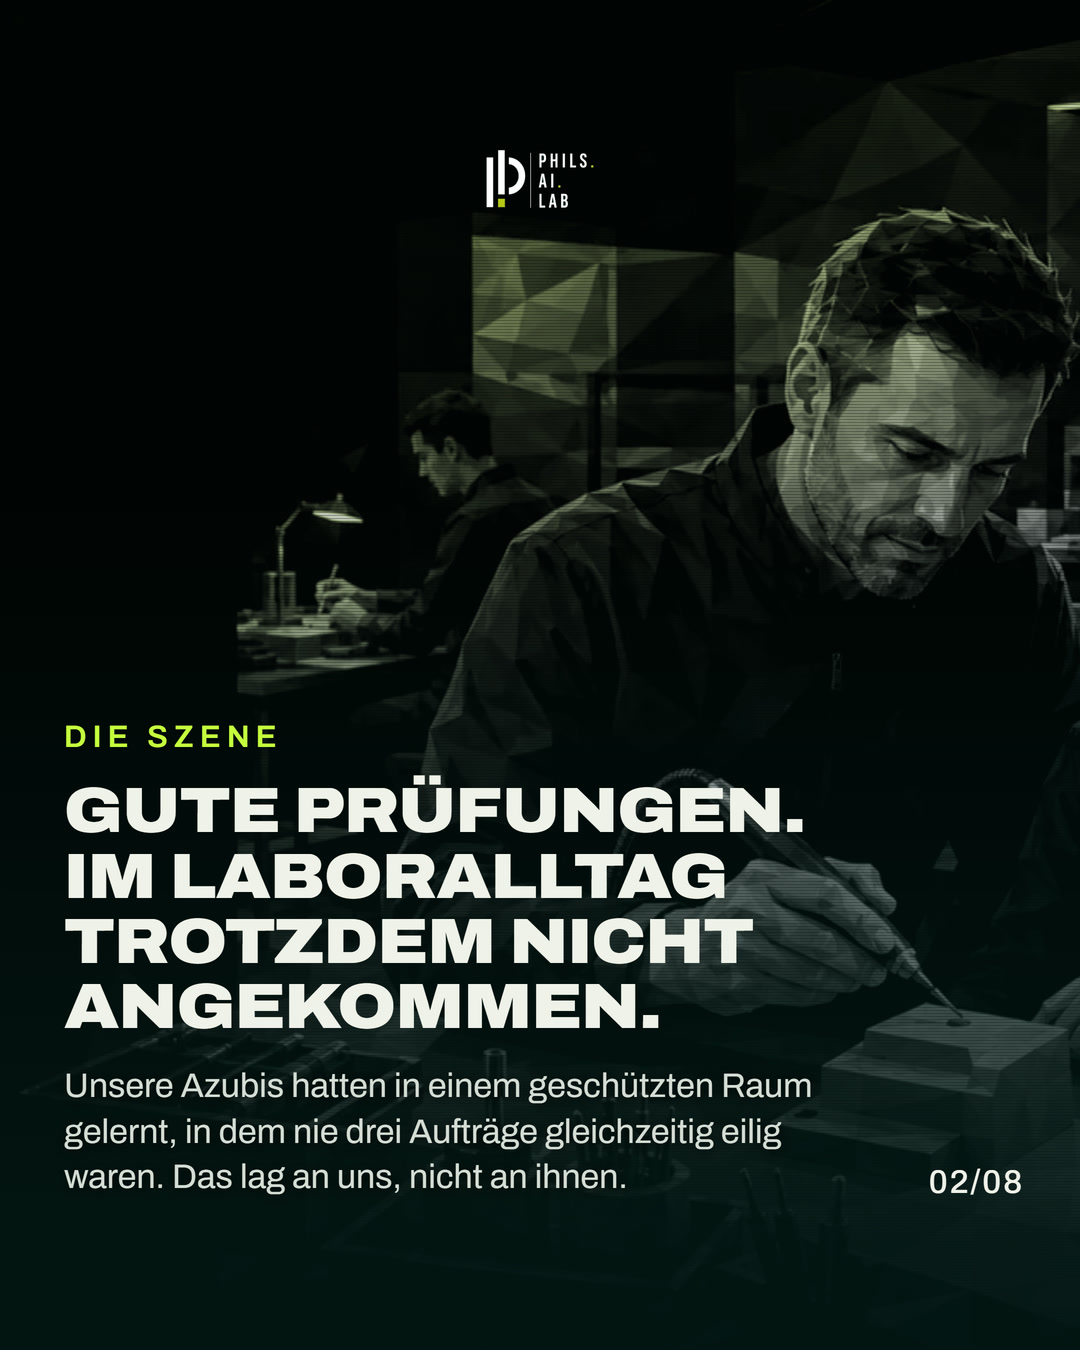 PHILS.
AI.
LAB
DIE SZENE
GUTE PRÜFUNGEN.
IM LABORALLTAG
TROTZDEM NICHT
ANGEKOMMEN.
Unsere Azubis hatten in einem geschützten Raum
gelernt, in dem nie drei Aufträge gleichzeitig eilig
waren. Das lag an uns, nicht an ihnen.
02/08